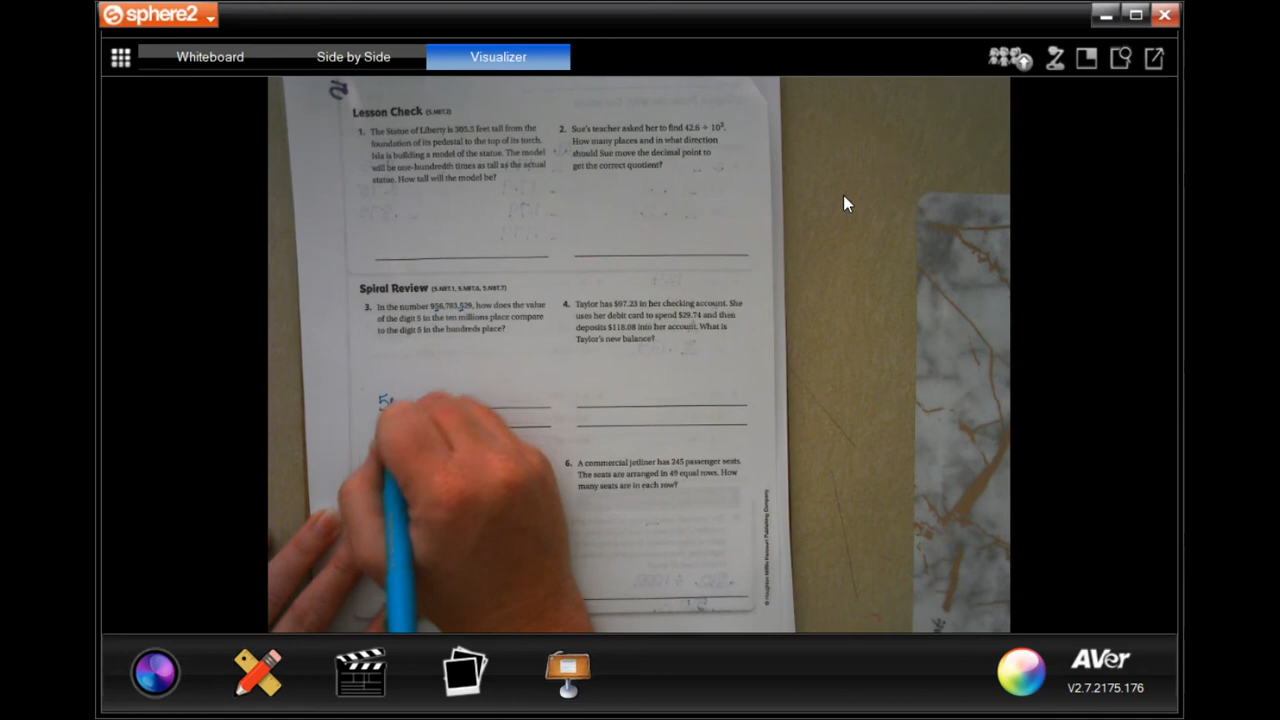 sphere2
Whiteboard
Side by Side
Visualizer
Lesson Check (5.NBT.2)
1. The Statue of Liberty is 305.5 feet tall from the
foundation of its pedestal to the top of its torch.
Isla is building a model of the statue. The model
will be one-hundredth times as tall as the actual
statue. How tall will the model be?
2. Sue's teacher asked her to find 42.6 ÷ 10².
How many places and in what direction
should Sue move the decimal point to
get the correct quotient?
Spiral Review (5.NBT.1, 5.NBT.6, 5.NBT.7)
3. In the number 956,783,529, how does the value
of the digit 5 in the ten millions place compare
to the digit 5 in the hundreds place?
4. Taylor has $97.23 in her checking account. She
uses her debit card to spend $29.74 and then
deposits $118.08 into her account. What is
Taylor's new balance?
6. A commercial jetliner has 245 passenger seats.
The seats are arranged in 49 equal rows. How
many seats are in each row?
© Houghton Mifflin Harcourt Publishing Company
AVer
V2.7.2175.176